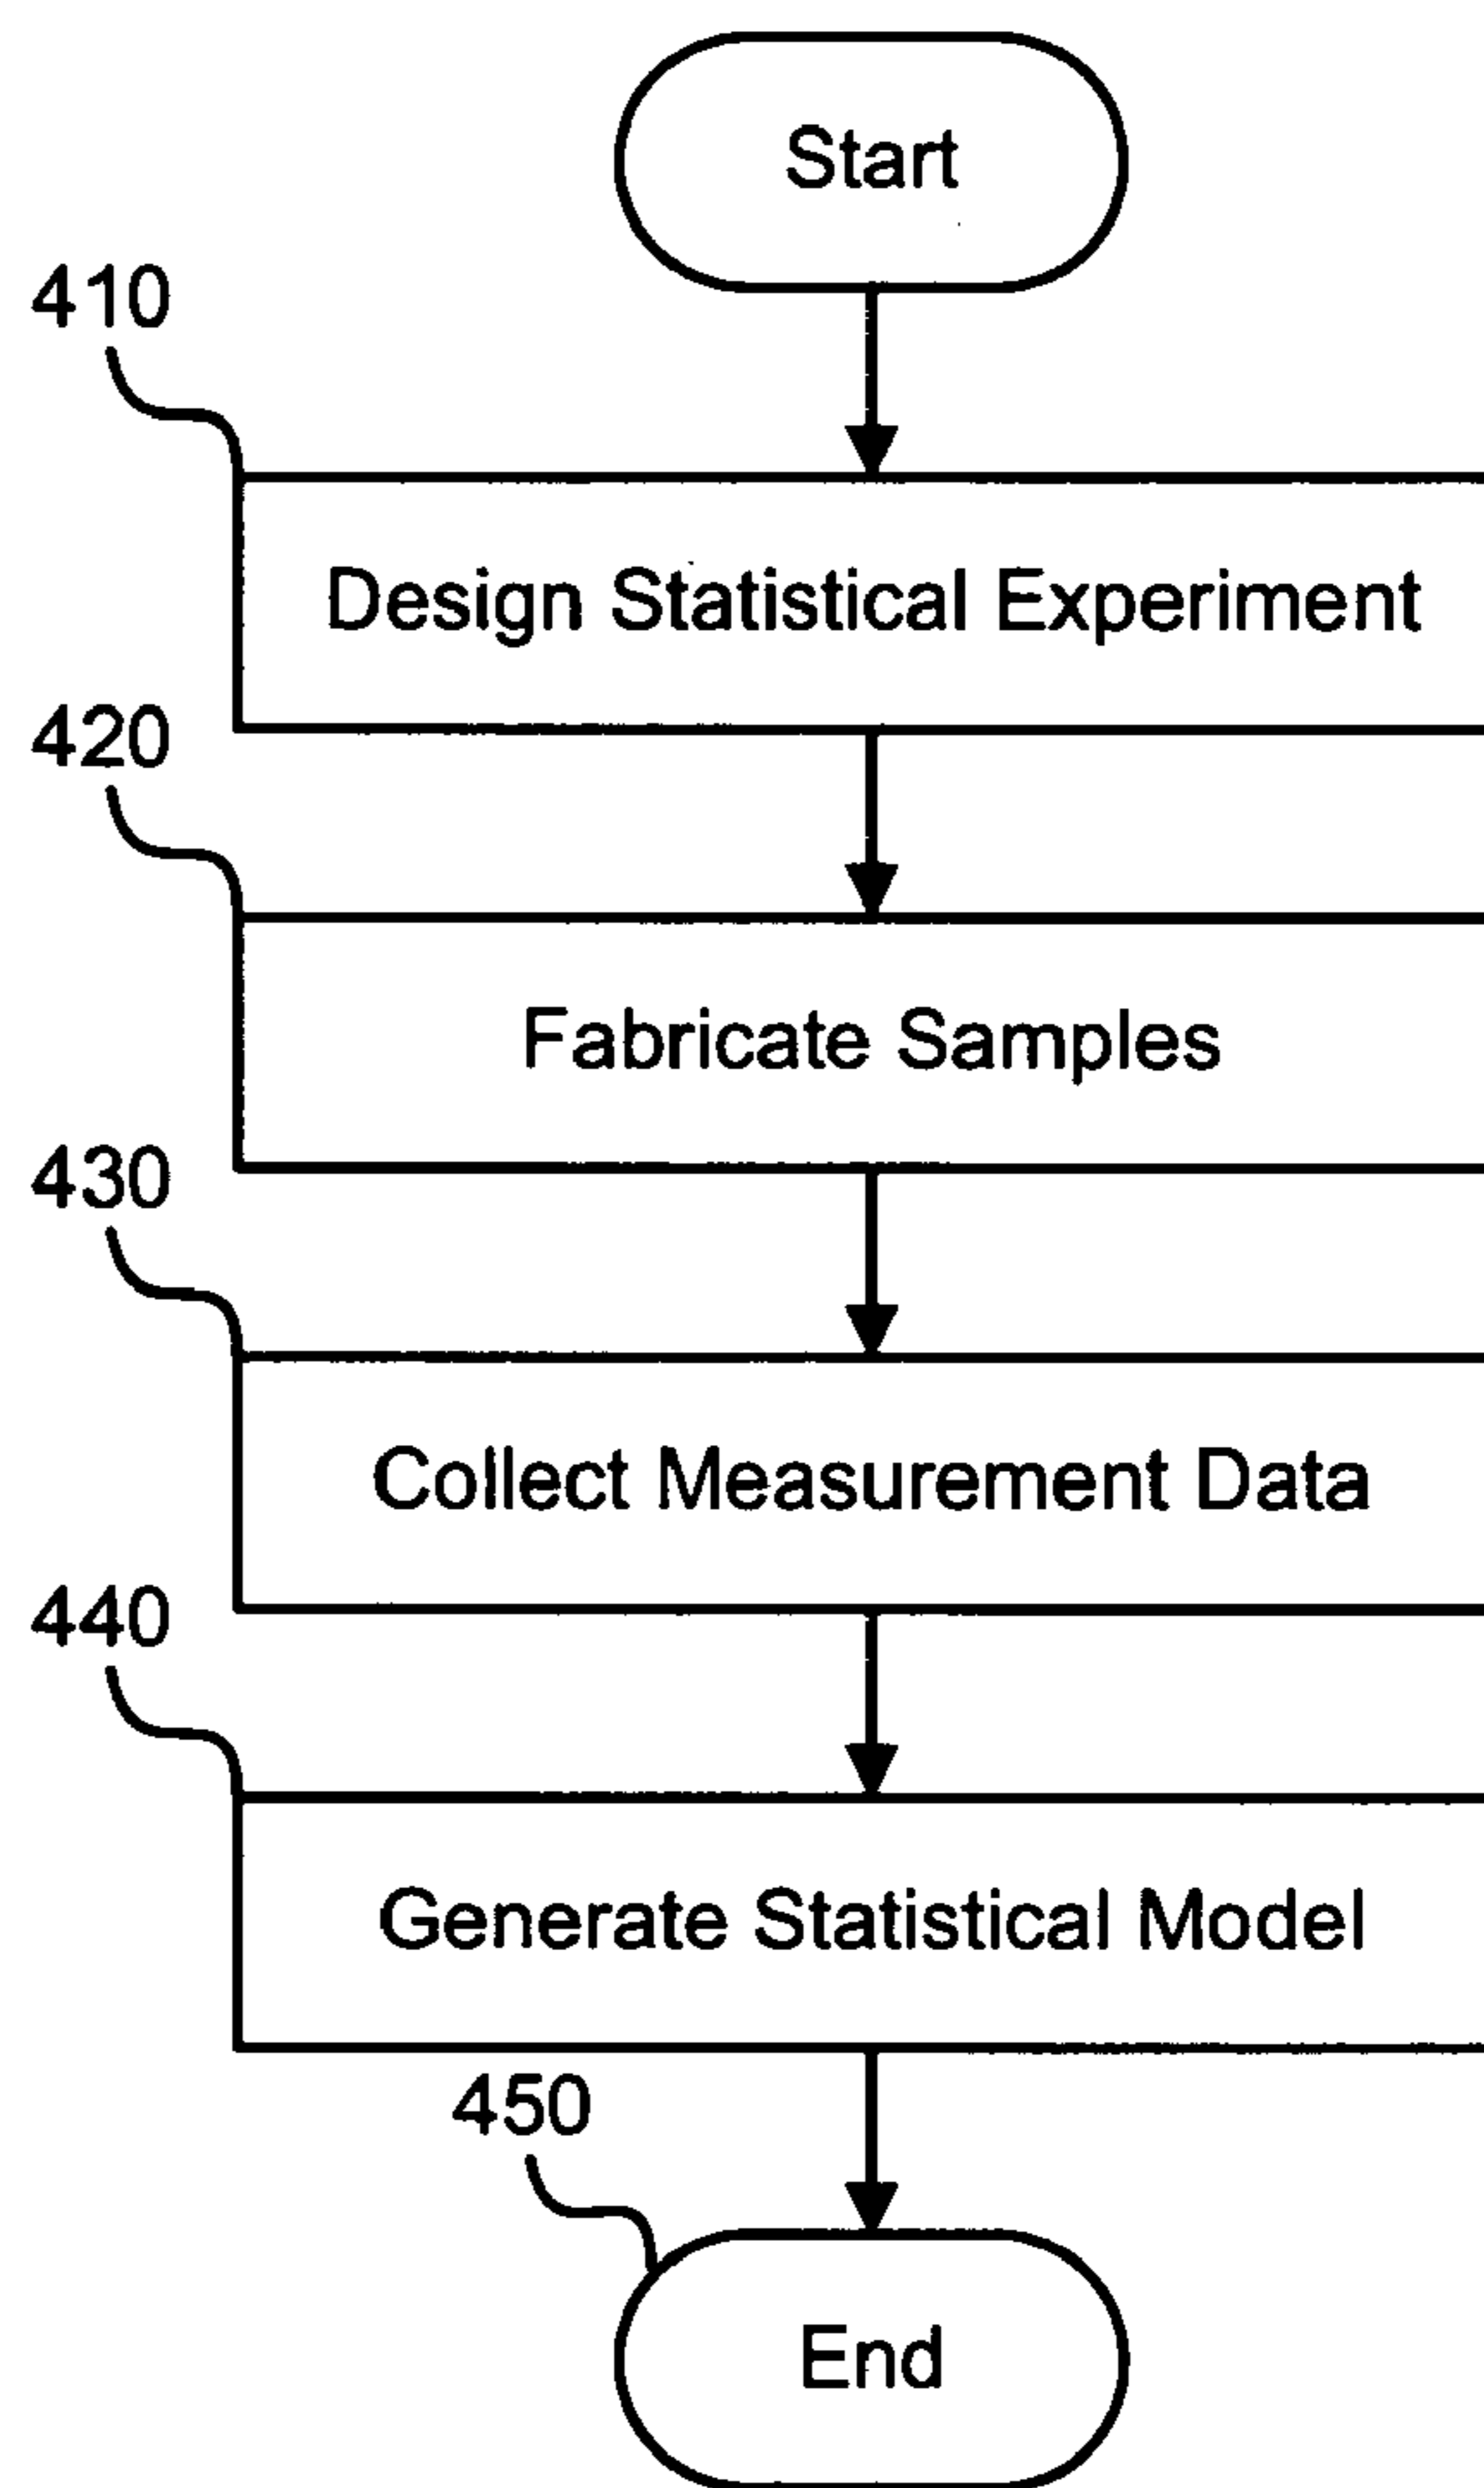 Start
410
Design Statistical Experiment
420
Fabricate Samples
430
Collect Measurement Data
440
Generate Statistical Model
450
End